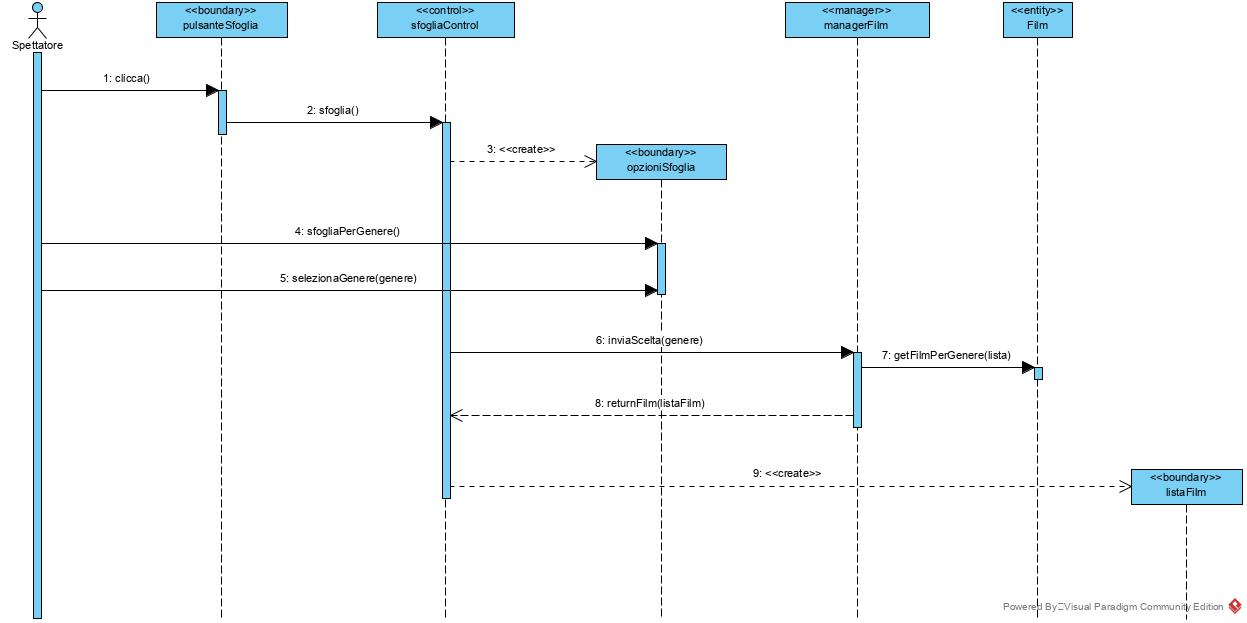 <<boundary>>
pulsanteSfoglia
<<control>>
sfogliaControl
<<manager>>
managerFilm
<<entity>>
Film
Spettatore
1: clicca()
2: sfoglia()
3: <<create>>
<<boundary>>
opzioniSfoglia
4: sfogliaPerGenere()
5: selezionaGenere(genere)
6: inviaScelta(genere)
7: getFilmPerGenere(lista)
8: returnFilm(listaFilm)
9: <<create>>
<<boundary>>
listaFilm
Powered By Visual Paradigm Community Edition